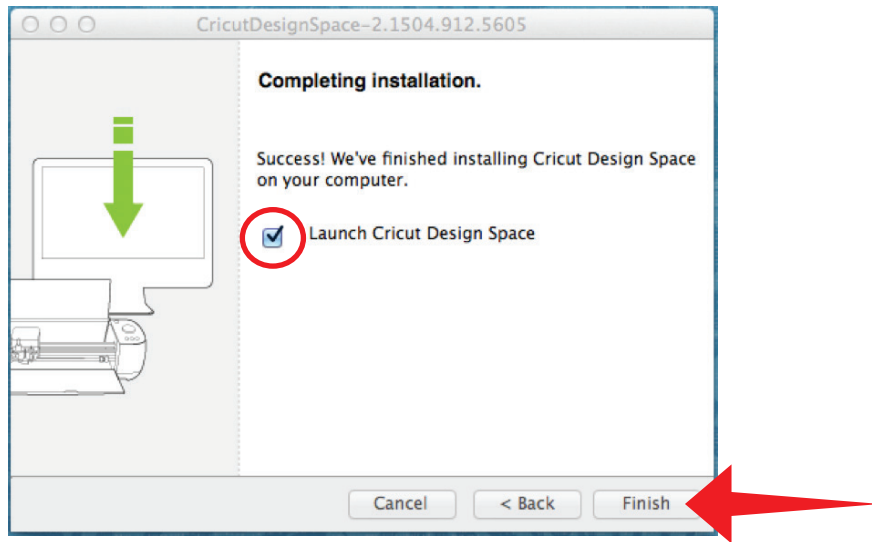 CricutDesignSpace-2.1504.912.5605
Completing installation.
Success! We've finished installing Cricut Design Space
on your computer.
Launch Cricut Design Space
Cancel
< Back
Finish